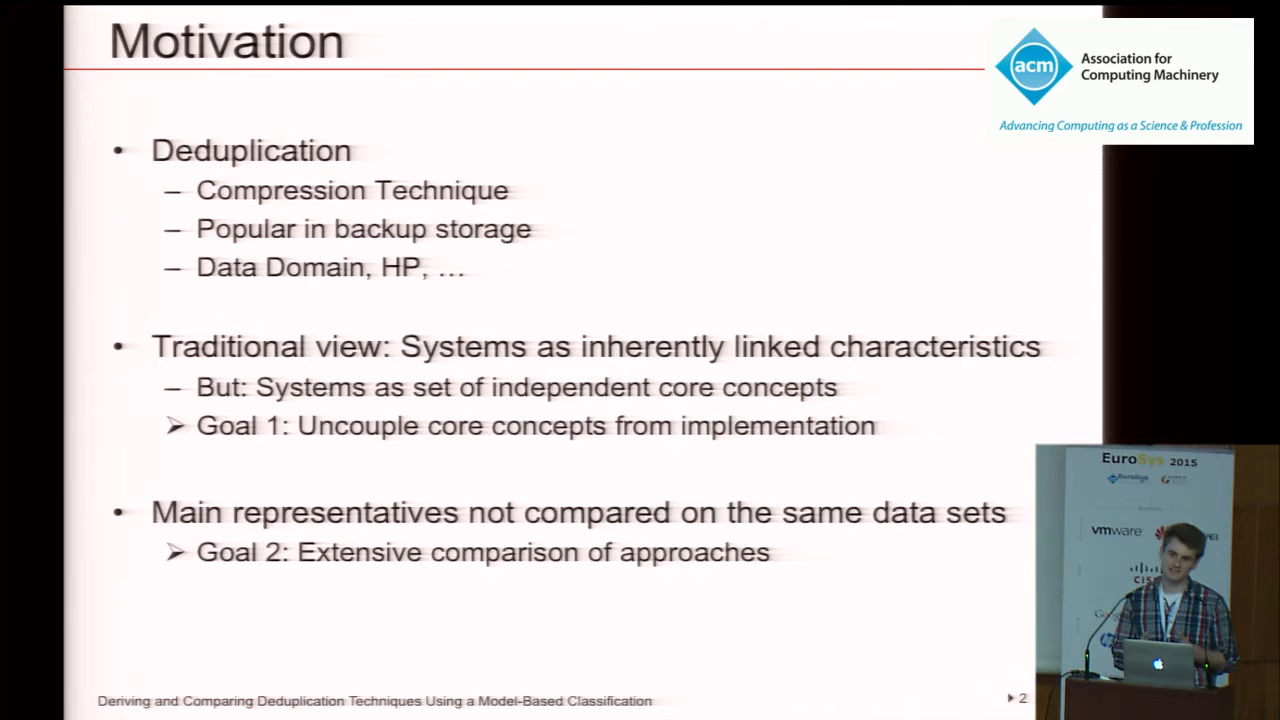 Motivation
acm
Association for
Computing Machinery
Advancing Computing as a Science & Profession
• Deduplication
– Compression Technique
– Popular in backup storage
– Data Domain, HP, …
• Traditional view: Systems as inherently linked characteristics
– But: Systems as set of independent core concepts
➢ Goal 1: Uncouple core concepts from implementation
• Main representatives not compared on the same data sets
➢ Goal 2: Extensive comparison of approaches
Deriving and Comparing Deduplication Techniques Using a Model-Based Classification
2
EuroSys 2015
vmware